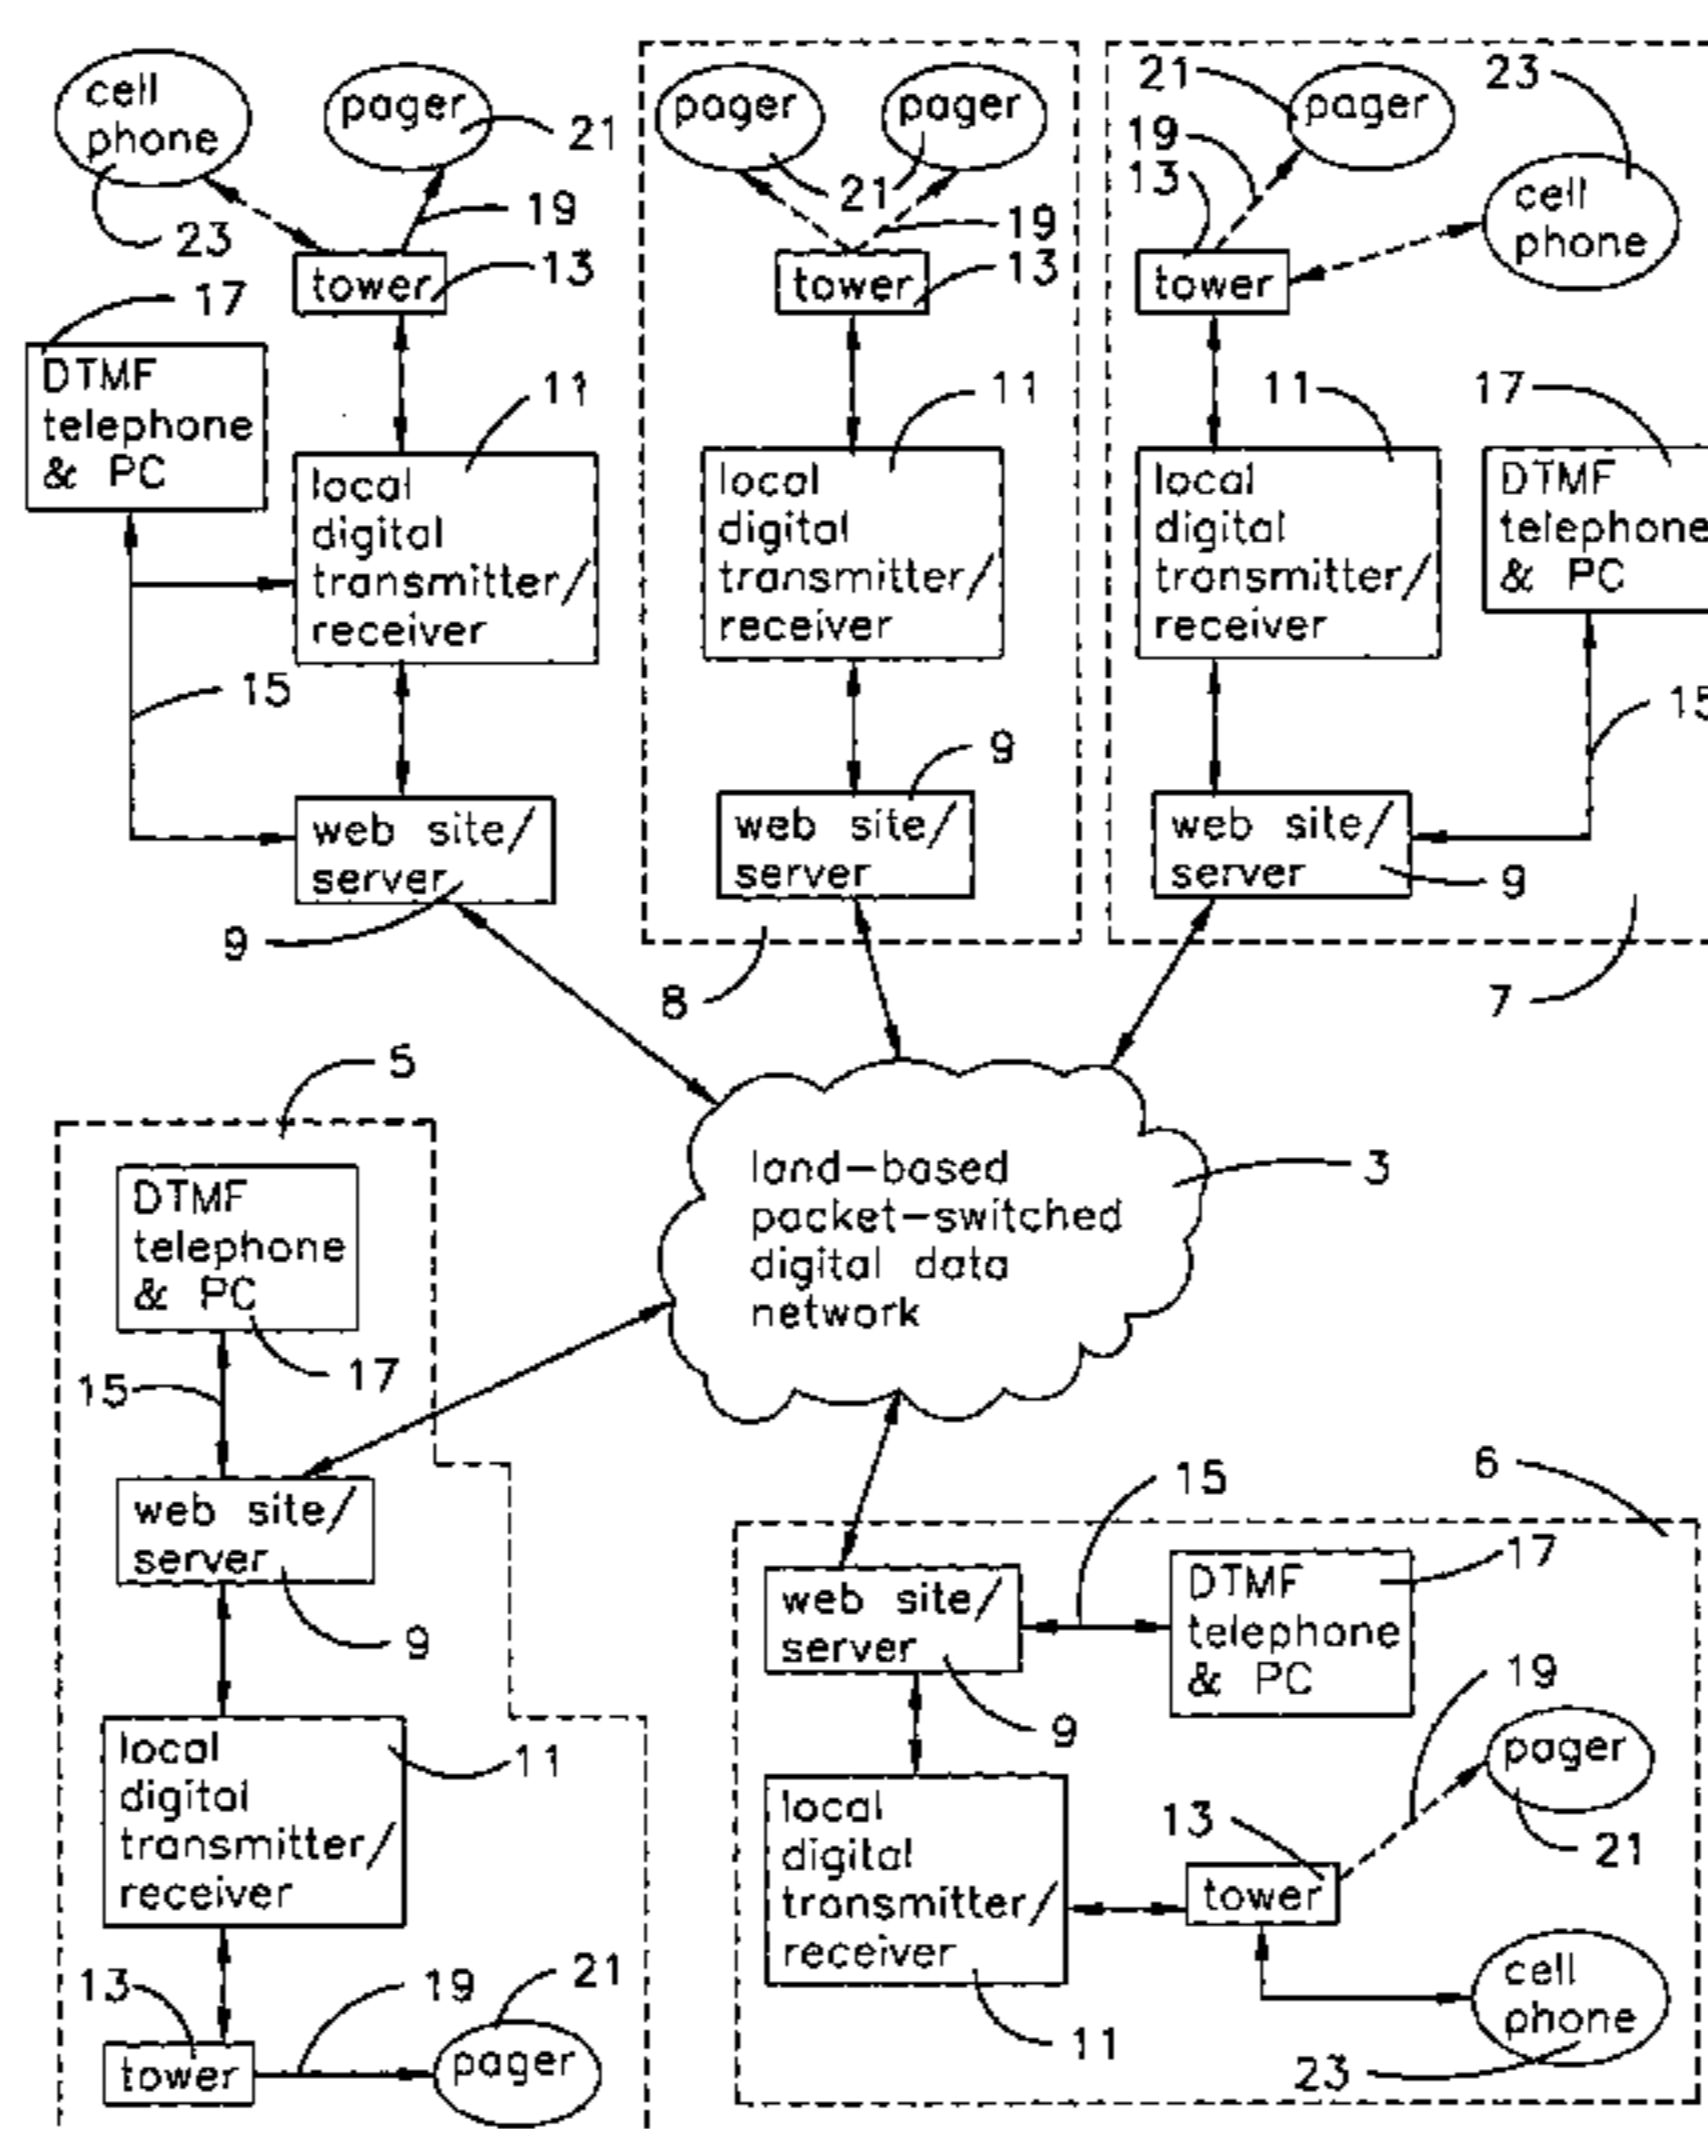 cell
phone
23
pager
21
19
tower
13
17
DTMF
telephone
& PC
11
local
digital
transmitter/
receiver
15
web site/
server
9
pager
pager
21
19
tower
13
11
local
digital
transmitter/
receiver
9
web site/
server
8
21
pager
23
19
13
cell
phone
tower
11
17
local
digital
transmitter/
receiver
DTMF
telephone
& PC
15
web site/
server
9
7
land-based
packet-switched
digital data
network
3
5
DTMF
telephone
& PC
17
15
web site/
server
9
local
digital
transmitter/
receiver
11
13
19
21
tower
pager
6
15
web site/
server
9
17
DTMF
telephone
& PC
19
pager
21
local
digital
transmitter/
receiver
11
13
tower
cell
phone
23